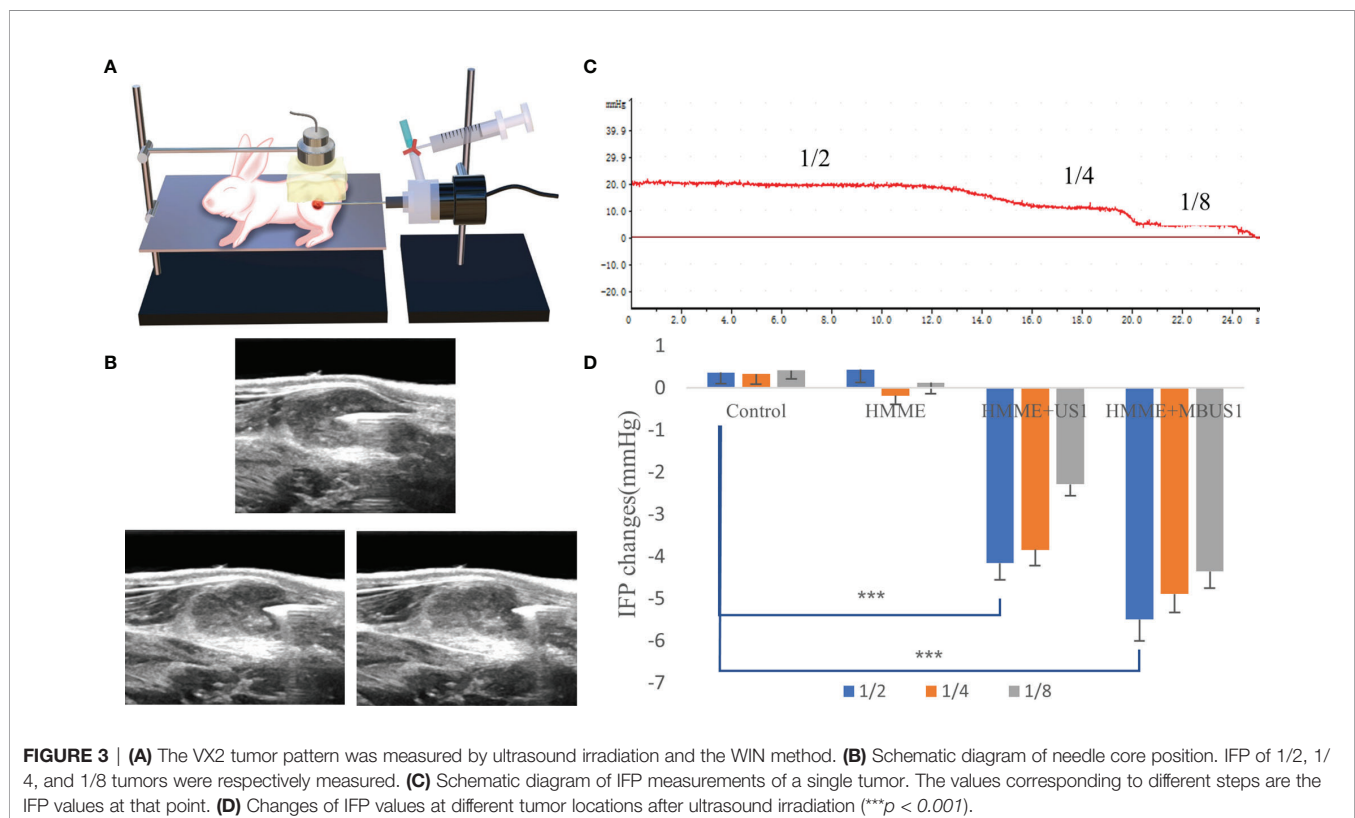 A
C
mmHg
39.9
29.9
20.0
10.0
0
-10.0
-20.0
1/2
1/4
1/8
0 2.0 4.0 6.0 8.0 10.0 12.0 14.0 16.0 18.0 20.0 22.0 24.0 s
B
D
IFP changes(mmHg)
1
0
-1
-2
-3
-4
-5
-6
-7
Control HMME HMME+US1 HMME+MBUS1
***
***
1/2 1/4 1/8
FIGURE 3 | (A) The VX2 tumor pattern was measured by ultrasound irradiation and the WIN method. (B) Schematic diagram of needle core position. IFP of 1/2, 1/
4, and 1/8 tumors were respectively measured. (C) Schematic diagram of IFP measurements of a single tumor. The values corresponding to different steps are the
IFP values at that point. (D) Changes of IFP values at different tumor locations after ultrasound irradiation (***p < 0.001).